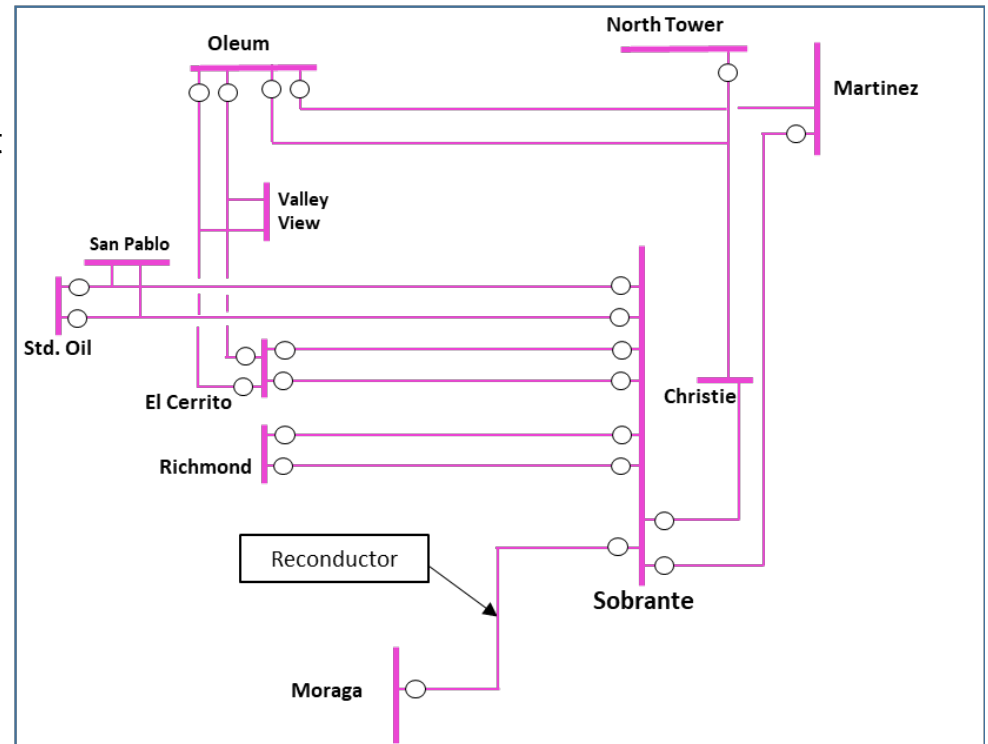 North Tower
Oleum
Martinez
Valley
View
San Pablo
Std. Oil
El Cerrito
Christie
Richmond
Reconductor
Sobrante
Moraga